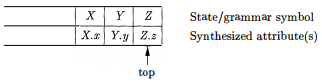 X Y Z State/grammar symbol
X.x Y.y Z.z Synthesized attribute(s)
top